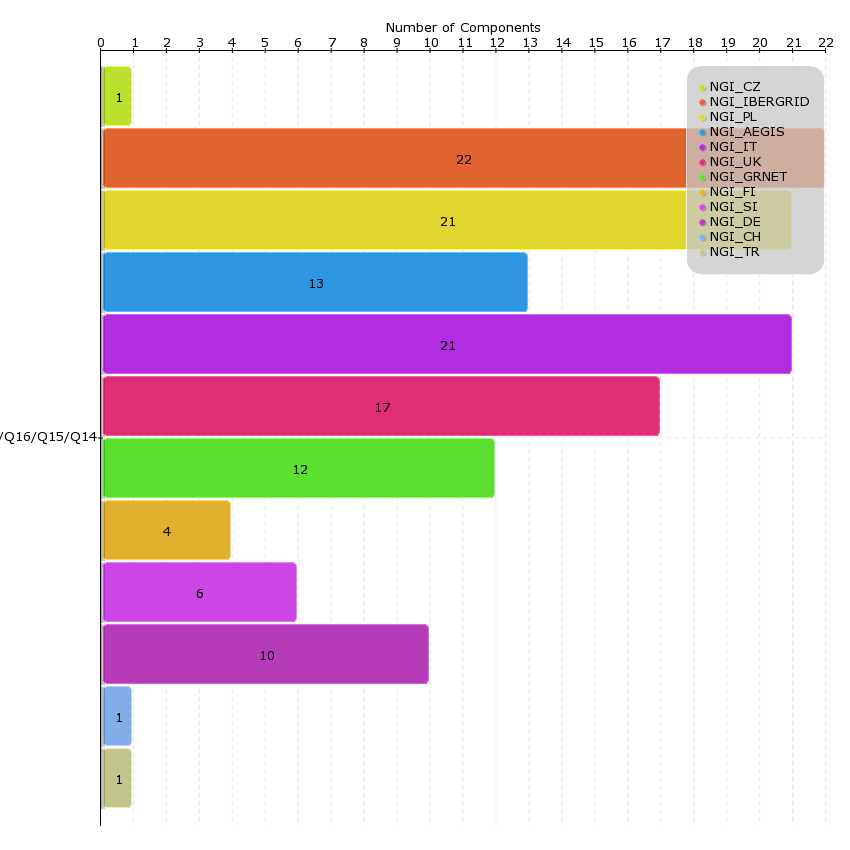 Number of Components
0 1 2 3 4 5 6 7 8 9 10 11 12 13 14 15 16 17 18 19 20 21 22
NGI_CZ
NGI_IBERGRID
NGI_PL
NGI_AEGIS
NGI_IT
NGI_UK
NGI_GRNET
NGI_FI
NGI_SI
NGI_DE
NGI_CH
NGI_TR
1
22
21
13
21
17
/Q16/Q15/Q14
12
4
6
10
1
1